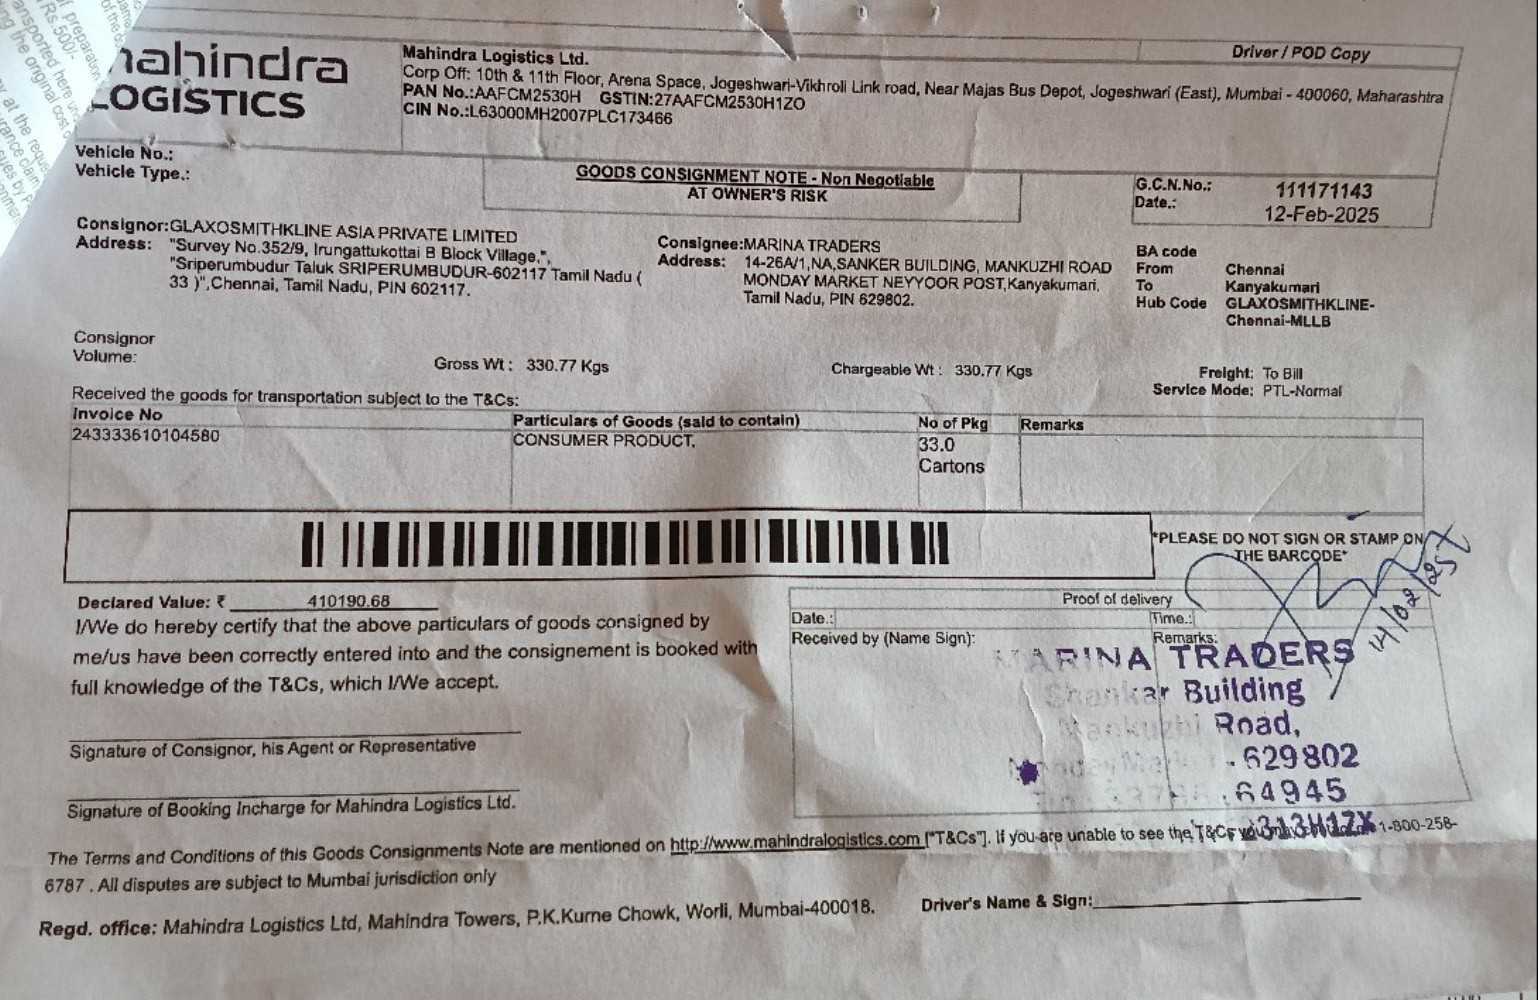 mahindra
LOGISTICS
Mahindra Logistics Ltd.
Corp Off: 10th & 11th Floor, Arena Space, Jogeshwari-Vikhroli Link road, Near Majas Bus Depot, Jogeshwari (East), Mumbai - 400060, Maharashtra
PAN No.:AAFCM2530H GSTIN:27AAFCM2530H1ZO
CIN No.:L63000MH2007PLC173466
Driver / POD Copy
Vehicle No.:
Vehicle Type.:
GOODS CONSIGNMENT NOTE - Non Negotiable
AT OWNER'S RISK
G.C.N.No.: 111171143
Date.: 12-Feb-2025
Consignor:GLAXOSMITHKLINE ASIA PRIVATE LIMITED
Address: "Survey No.352/9, Irungattukottai B Block Village,",
"Sriperumbudur Taluk SRIPERUMBUDUR-602117 Tamil Nadu (
33 )",Chennai, Tamil Nadu, PIN 602117.
Consignee:MARINA TRADERS
Address: 14-26A/1,NA,SANKER BUILDING, MANKUZHI ROAD
MONDAY MARKET NEYYOOR POST,Kanyakumari,
Tamil Nadu, PIN 629802.
BA code
From Chennai
To Kanyakumari
Hub Code GLAXOSMITHKLINE-
Chennai-MLLB
Consignor
Volume:
Gross Wt : 330.77 Kgs
Chargeable Wt : 330.77 Kgs
Freight: To Bill
Service Mode: PTL-Normal
Received the goods for transportation subject to the T&Cs:
Invoice No Particulars of Goods (said to contain) No of Pkg Remarks
243333610104580 CONSUMER PRODUCT, 33.0
Cartons
*PLEASE DO NOT SIGN OR STAMP ON
THE BARCODE*
Declared Value: ₹ 410190.68
I/We do hereby certify that the above particulars of goods consigned by
me/us have been correctly entered into and the consignement is booked with
full knowledge of the T&Cs, which I/We accept.
Signature of Consignor, his Agent or Representative
Signature of Booking Incharge for Mahindra Logistics Ltd.
Proof of delivery
Date.: Time.:
Received by (Name Sign): Remarks:
14/02/25
MARINA TRADERS
Shankar Building
Mankuzhi Road,
Monday .629802
.64945
313H1ZX
The Terms and Conditions of this Goods Consignments Note are mentioned on http://www.mahindralogistics.com ["T&Cs"]. If you are unable to see the T&Cs 1-800-258-
6787 . All disputes are subject to Mumbai jurisdiction only
Regd. office: Mahindra Logistics Ltd, Mahindra Towers, P.K.Kurne Chowk, Worli, Mumbai-400018.
Driver's Name & Sign: